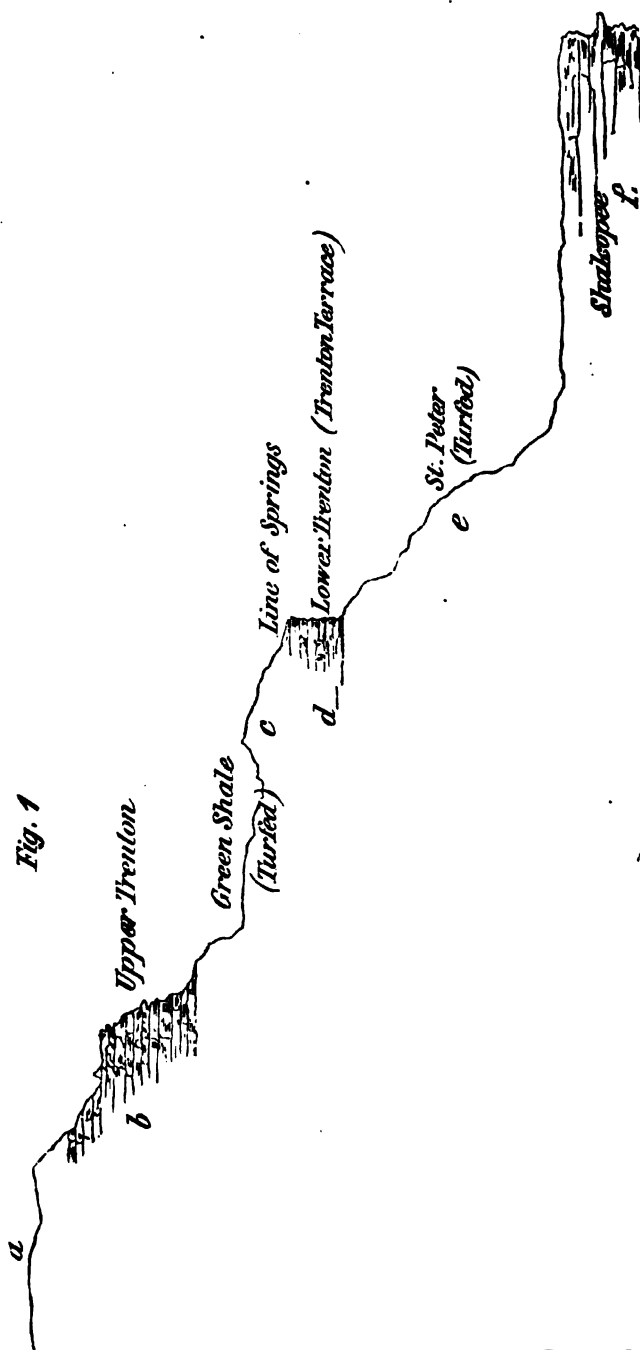 Fig. 1
a
Upper Trenton
b
Green Shale
(Turfed)
c
Line of Springs
d
Lower Trenton (Trenton Terrace)
St. Peter
(Turfed)
e
Shakopee
f.